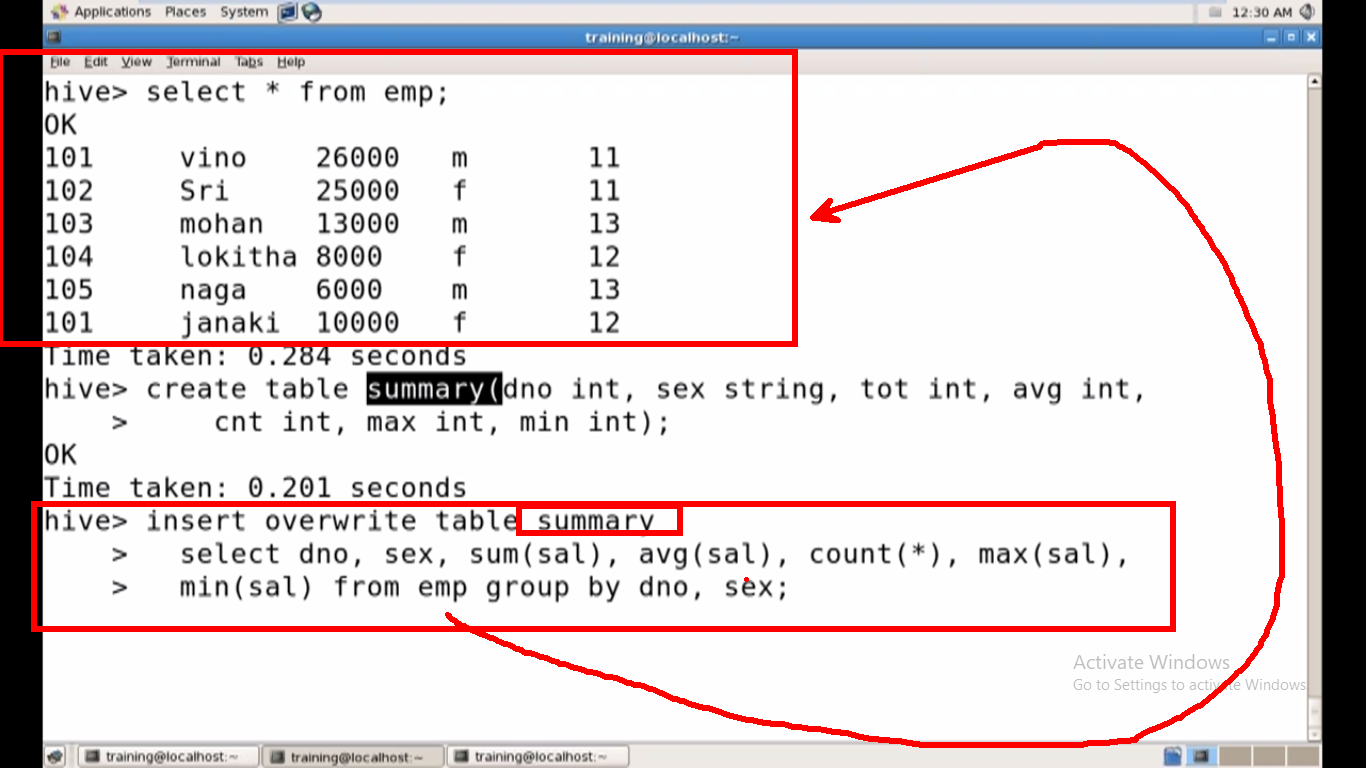 Applications Places System 12:30 AM
training@localhost:~
File Edit View Terminal Tabs Help
hive> select * from emp;
OK
101 vino 26000 m 11
102 Sri 25000 f 11
103 mohan 13000 m 13
104 lokitha 8000 f 12
105 naga 6000 m 13
101 janaki 10000 f 12
Time taken: 0.284 seconds
hive> create table summary(dno int, sex string, tot int, avg int,
> cnt int, max int, min int);
OK
Time taken: 0.201 seconds
hive> insert overwrite table summary
> select dno, sex, sum(sal), avg(sal), count(*), max(sal),
> min(sal) from emp group by dno, sex;
Activate Windows
Go to Settings to activate Windows
training@localhost:~ training@localhost:~ training@localhost:~